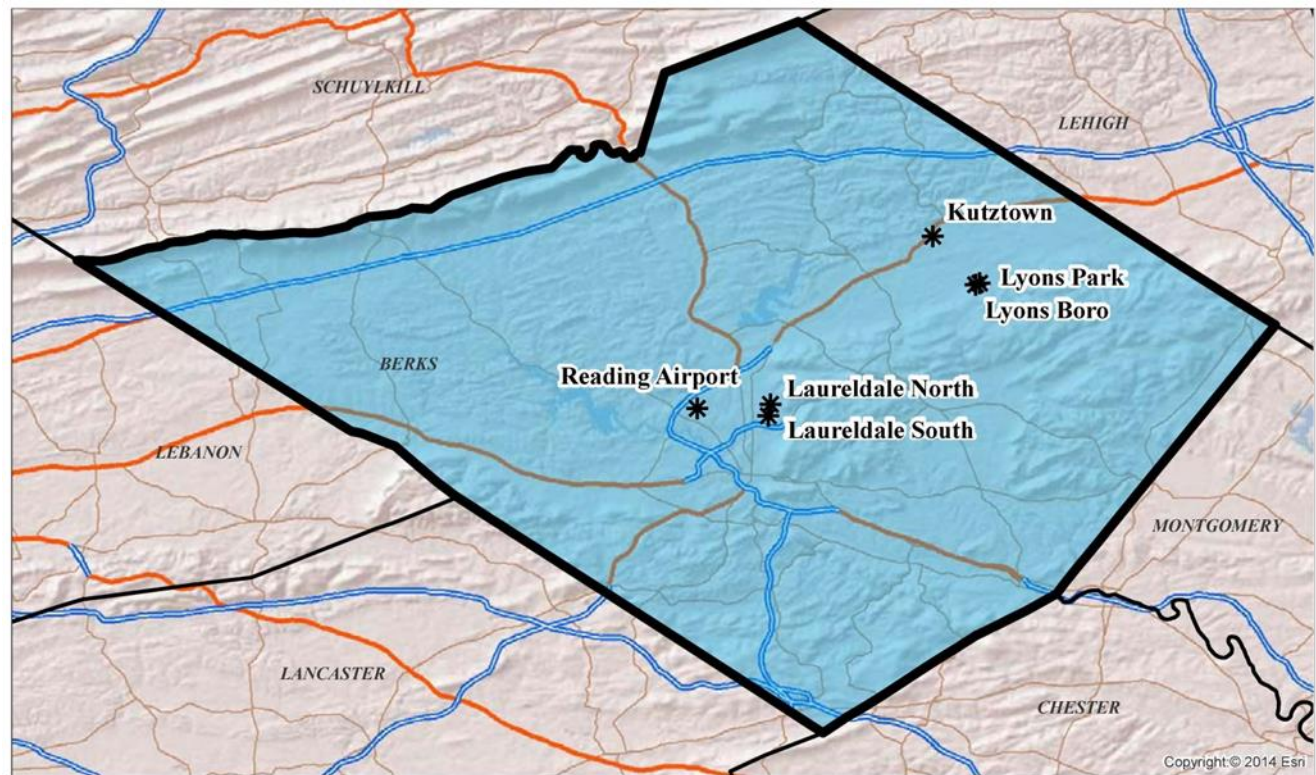 SCHUYLKILL
LEHIGH
Kutztown
Lyons Park
Lyons Boro
BERKS
Reading Airport
Laureldale North
Laureldale South
LEBANON
MONTGOMERY
LANCASTER
CHESTER
Copyright:© 2014 Esri